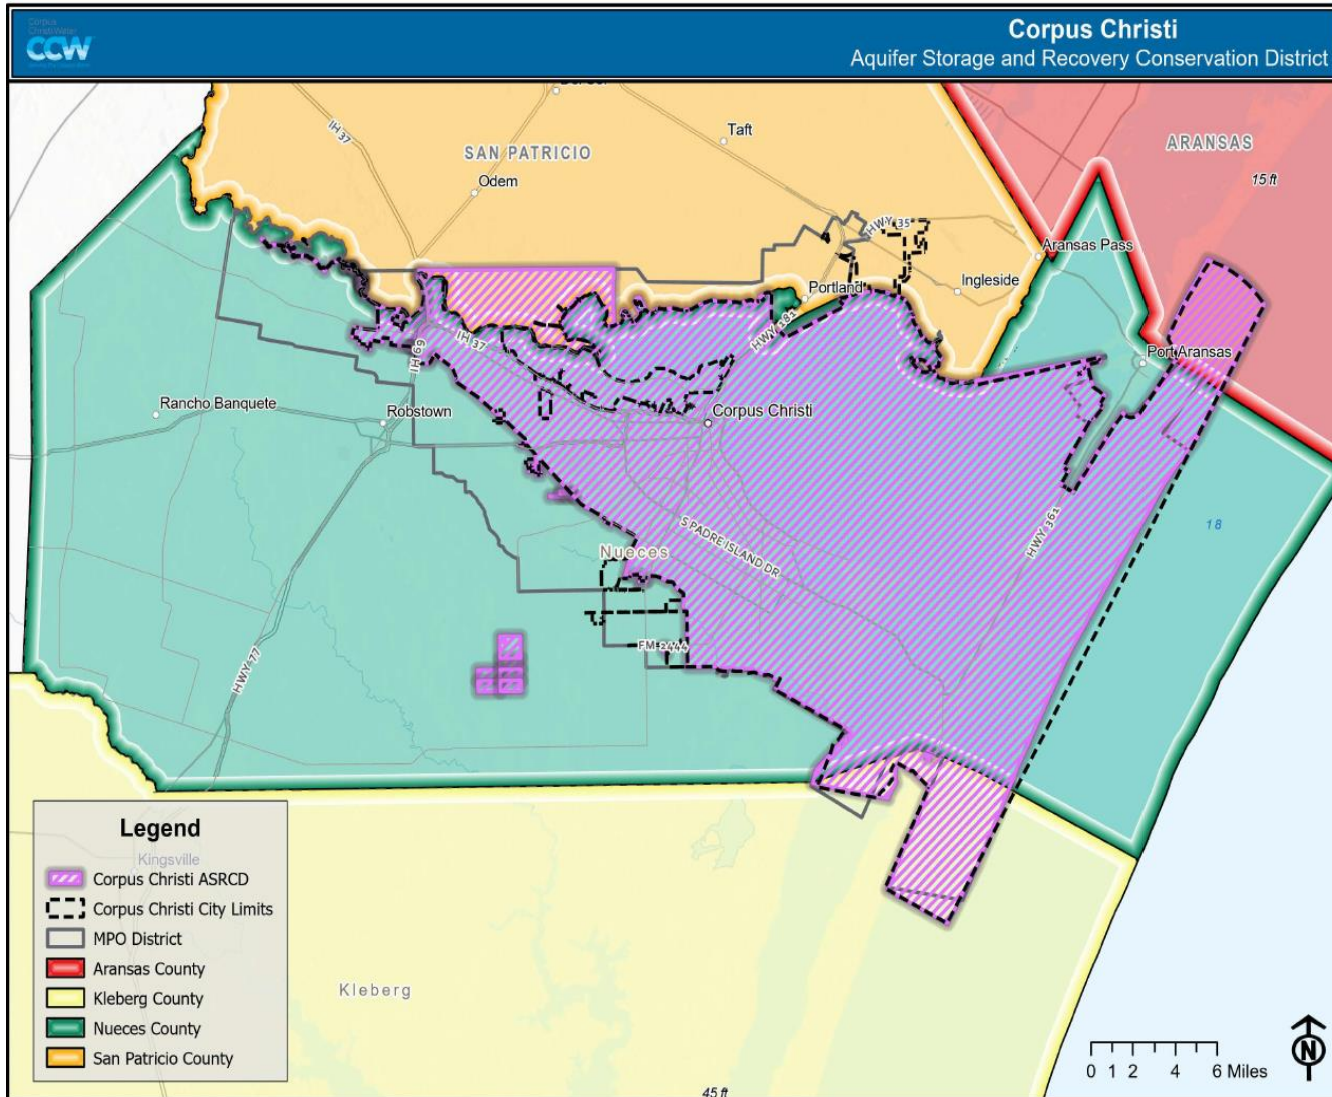 Corpus
Christi Water
CCW
Corpus Christi
Aquifer Storage and Recovery Conservation District
IH 37
Taft
SAN PATRICIO
ARANSAS
15 ft
Odem
HWY 35
Aransas Pass
Ingleside
Portland
HWY 181
IH 37
IH 69
Port Aransas
Rancho Banquete
Robstown
Corpus Christi
18
S PADRE ISLAND DR
HWY 361
Nueces
FM 2444
HWY 77
Legend
Kingsville
Corpus Christi ASRCD
Corpus Christi City Limits
MPO District
Aransas County
Kleberg County
Nueces County
San Patricio County
Kleberg
45 ft
0 1 2 4 6 Miles
N